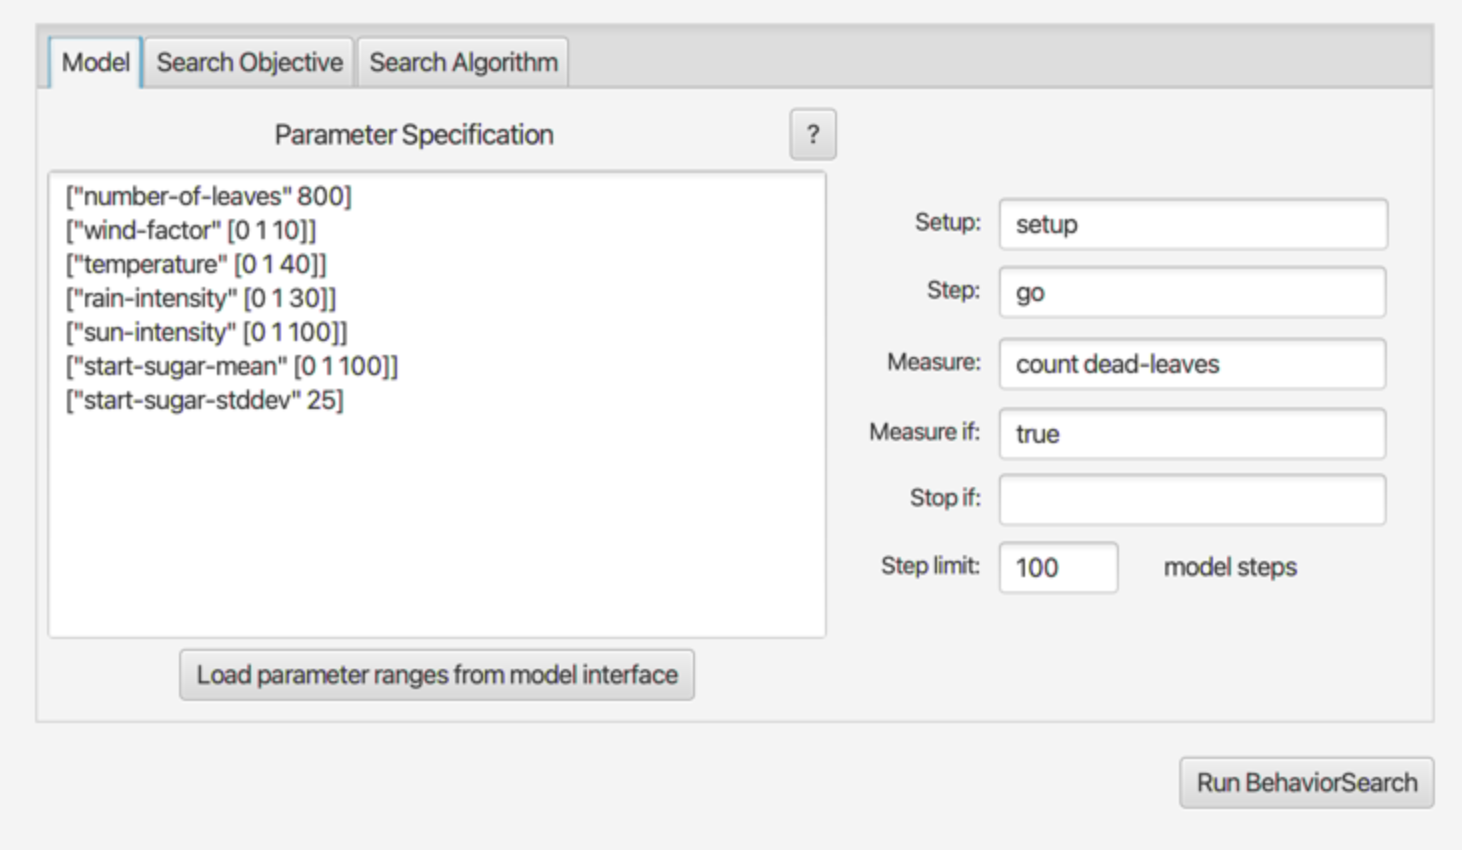 Model Search Objective Search Algorithm
Parameter Specification ?
["number-of-leaves" 800]
["wind-factor" [0 1 10]]
["temperature" [0 1 40]]
["rain-intensity" [0 1 30]]
["sun-intensity" [0 1 100]]
["start-sugar-mean" [0 1 100]]
["start-sugar-stddev" 25]
Load parameter ranges from model interface
Setup: setup
Step: go
Measure: count dead-leaves
Measure if: true
Stop if:
Step limit: 100 model steps
Run BehaviorSearch